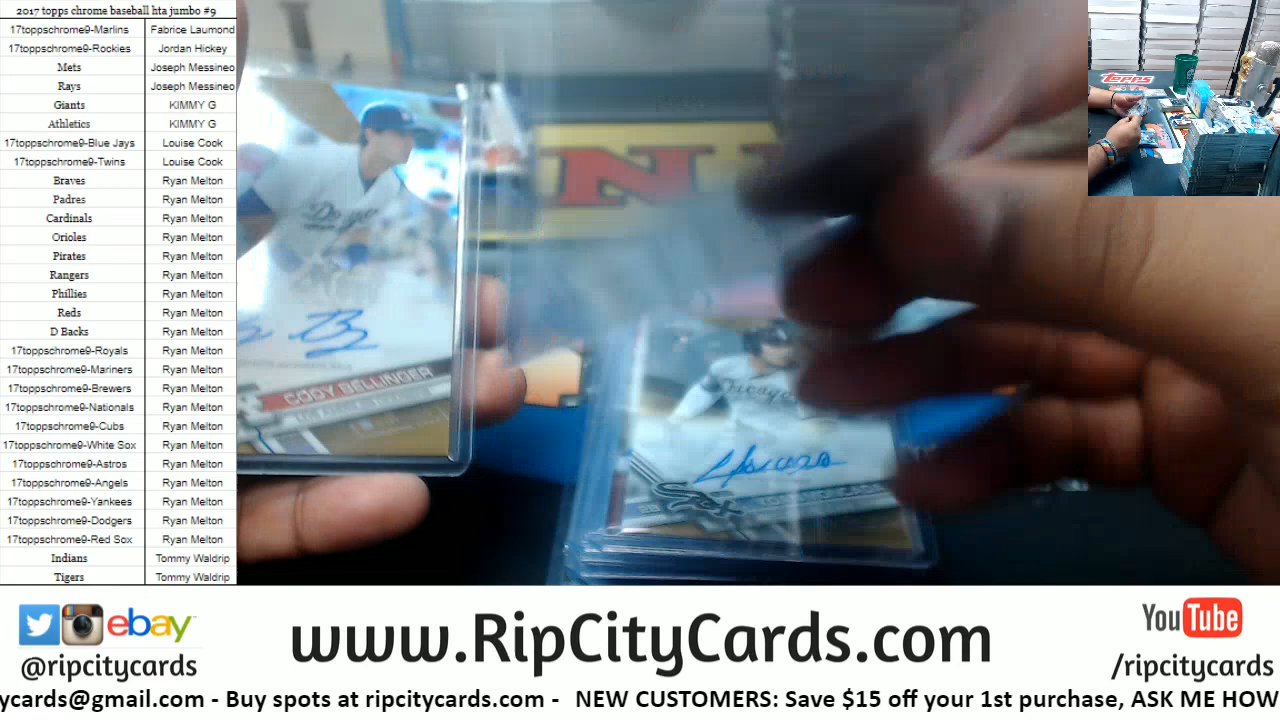 2017 topps chrome baseball hta jumbo #9
17toppschrome9-Marlins Fabrice Laumond
17toppschrome9-Rockies Jordan Hickey
Mets Joseph Messineo
Rays Joseph Messineo
Giants KIMMY G
Athletics KIMMY G
17toppschrome9-Blue Jays Louise Cook
17toppschrome9-Twins Louise Cook
Braves Ryan Melton
Padres Ryan Melton
Cardinals Ryan Melton
Orioles Ryan Melton
Pirates Ryan Melton
Rangers Ryan Melton
Phillies Ryan Melton
Reds Ryan Melton
D Backs Ryan Melton
17toppschrome9-Royals Ryan Melton
17toppschrome9-Mariners Ryan Melton
17toppschrome9-Brewers Ryan Melton
17toppschrome9-Nationals Ryan Melton
17toppschrome9-Cubs Ryan Melton
17toppschrome9-White Sox Ryan Melton
17toppschrome9-Astros Ryan Melton
17toppschrome9-Angels Ryan Melton
17toppschrome9-Yankees Ryan Melton
17toppschrome9-Dodgers Ryan Melton
17toppschrome9-Red Sox Ryan Melton
Indians Tommy Waldrip
Tigers Tommy Waldrip
CODY BELLINGER
Chicago
Sox
topps
ebay
@ripcitycards
www.RipCityCards.com
YouTube
/ripcitycards
ycards@gmail.com - Buy spots at ripcitycards.com - NEW CUSTOMERS: Save $15 off your 1st purchase, ASK ME HOW